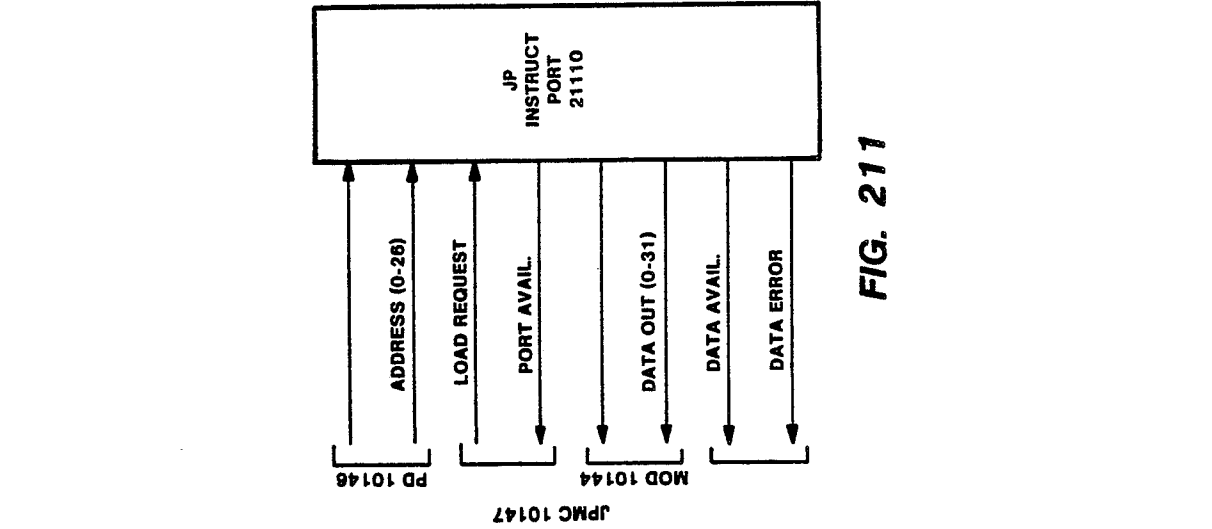 JP
INSTRUCT
PORT
21110
ADDRESS (0-26)
LOAD REQUEST
PORT AVAIL.
DATA OUT (0-31)
DATA AVAIL.
DATA ERROR
PD 10146
MOD 10144
JPMC 10147
FIG. 211